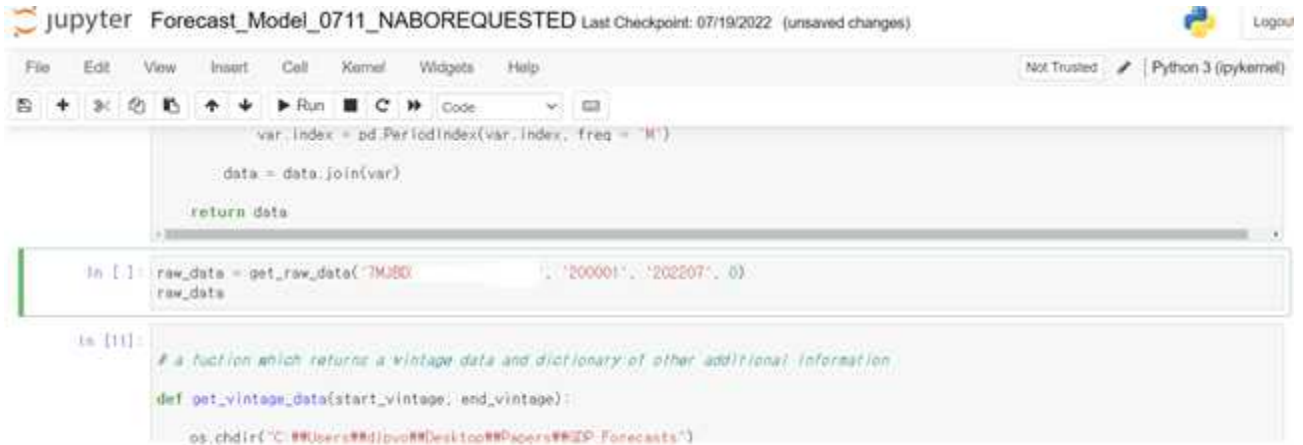 jupyter Forecast_Model_0711_NABOREQUESTED Last Checkpoint: 07/19/2022 (unsaved changes) Logout
File Edit View Insert Cell Kernel Widgets Help Not Trusted Python 3 (ipykernel)
Run Code
var.index = pd.PeriodIndex(var.index, freq = 'M')
data = data.join(var)
return data
In [.]: raw_data = get_raw_data('7MJBD ', '200001', '202207', 0)
raw_data
In [11]:
# a fuction which returns a vintage data and dictionary of other additional information
def get_vintage_data(start_vintage, end_vintage):
os.chdir("C:₩₩Users₩₩ ₩₩Desktop₩₩Papers₩₩GDP Forecasts")